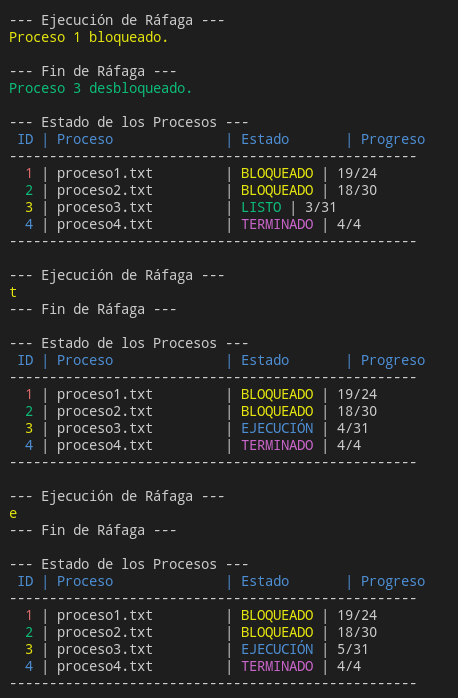 --- Ejecución de Ráfaga ---
Proceso 1 bloqueado.
--- Fin de Ráfaga ---
Proceso 3 desbloqueado.
--- Estado de los Procesos ---
 ID | Proceso              | Estado       | Progreso
---------------------------------------------------
  1 | proceso1.txt         | BLOQUEADO | 19/24
  2 | proceso2.txt         | BLOQUEADO | 18/30
  3 | proceso3.txt         | LISTO | 3/31
  4 | proceso4.txt         | TERMINADO | 4/4
---------------------------------------------------
--- Ejecución de Ráfaga ---
t
--- Fin de Ráfaga ---
--- Estado de los Procesos ---
 ID | Proceso              | Estado       | Progreso
---------------------------------------------------
  1 | proceso1.txt         | BLOQUEADO | 19/24
  2 | proceso2.txt         | BLOQUEADO | 18/30
  3 | proceso3.txt         | EJECUCIÓN | 4/31
  4 | proceso4.txt         | TERMINADO | 4/4
---------------------------------------------------
--- Ejecución de Ráfaga ---
e
--- Fin de Ráfaga ---
--- Estado de los Procesos ---
 ID | Proceso              | Estado       | Progreso
---------------------------------------------------
  1 | proceso1.txt         | BLOQUEADO | 19/24
  2 | proceso2.txt         | BLOQUEADO | 18/30
  3 | proceso3.txt         | EJECUCIÓN | 5/31
  4 | proceso4.txt         | TERMINADO | 4/4
---------------------------------------------------